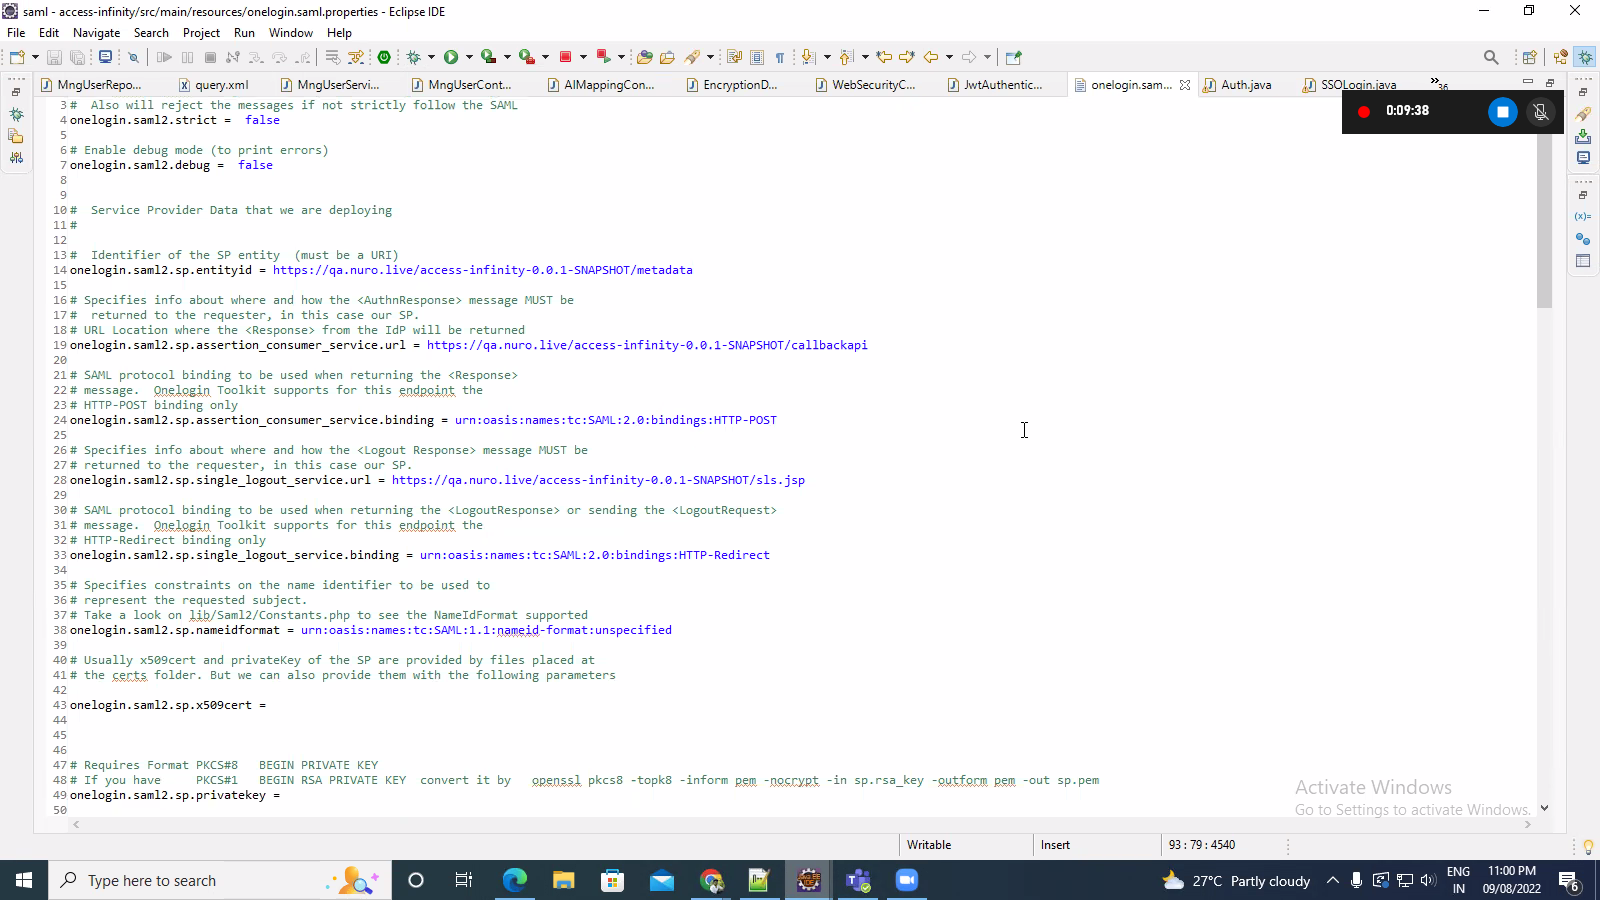 saml - access-infinity/src/main/resources/onelogin.saml.properties - Eclipse IDE
File Edit Navigate Search Project Run Window Help
MngUserRepo... query.xml MngUserServi... MngUserCont... AIMappingCon... EncryptionD... WebSecurityC... JwtAuthentic... onelogin.sam... Auth.java SSOLogin.java »36
0:09:38
3 # Also will reject the messages if not strictly follow the SAML
4 onelogin.saml2.strict = false
5
6 # Enable debug mode (to print errors)
7 onelogin.saml2.debug = false
8
9
10 # Service Provider Data that we are deploying
11 #
12
13 # Identifier of the SP entity (must be a URI)
14 onelogin.saml2.sp.entityid = https://qa.nuro.live/access-infinity-0.0.1-SNAPSHOT/metadata
15
16 # Specifies info about where and how the <AuthnResponse> message MUST be
17 # returned to the requester, in this case our SP.
18 # URL Location where the <Response> from the IdP will be returned
19 onelogin.saml2.sp.assertion_consumer_service.url = https://qa.nuro.live/access-infinity-0.0.1-SNAPSHOT/callbackapi
20
21 # SAML protocol binding to be used when returning the <Response>
22 # message. Onelogin Toolkit supports for this endpoint the
23 # HTTP-POST binding only
24 onelogin.saml2.sp.assertion_consumer_service.binding = urn:oasis:names:tc:SAML:2.0:bindings:HTTP-POST
25
26 # Specifies info about where and how the <Logout Response> message MUST be
27 # returned to the requester, in this case our SP.
28 onelogin.saml2.sp.single_logout_service.url = https://qa.nuro.live/access-infinity-0.0.1-SNAPSHOT/sls.jsp
29
30 # SAML protocol binding to be used when returning the <LogoutResponse> or sending the <LogoutRequest>
31 # message. Onelogin Toolkit supports for this endpoint the
32 # HTTP-Redirect binding only
33 onelogin.saml2.sp.single_logout_service.binding = urn:oasis:names:tc:SAML:2.0:bindings:HTTP-Redirect
34
35 # Specifies constraints on the name identifier to be used to
36 # represent the requested subject.
37 # Take a look on lib/Saml2/Constants.php to see the NameIdFormat supported
38 onelogin.saml2.sp.nameidformat = urn:oasis:names:tc:SAML:1.1:nameid-format:unspecified
39
40 # Usually x509cert and privateKey of the SP are provided by files placed at
41 # the certs folder. But we can also provide them with the following parameters
42
43 onelogin.saml2.sp.x509cert =
44
45
46
47 # Requires Format PKCS#8 BEGIN PRIVATE KEY
48 # If you have PKCS#1 BEGIN RSA PRIVATE KEY convert it by openssl pkcs8 -topk8 -inform pem -nocrypt -in sp.rsa_key -outform pem -out sp.pem
49 onelogin.saml2.sp.privatekey =
50
Activate Windows
Go to Settings to activate Windows.
Writable Insert 93 : 79 : 4540
Type here to search
27°C Partly cloudy
ENG
IN
11:00 PM
09/08/2022
6